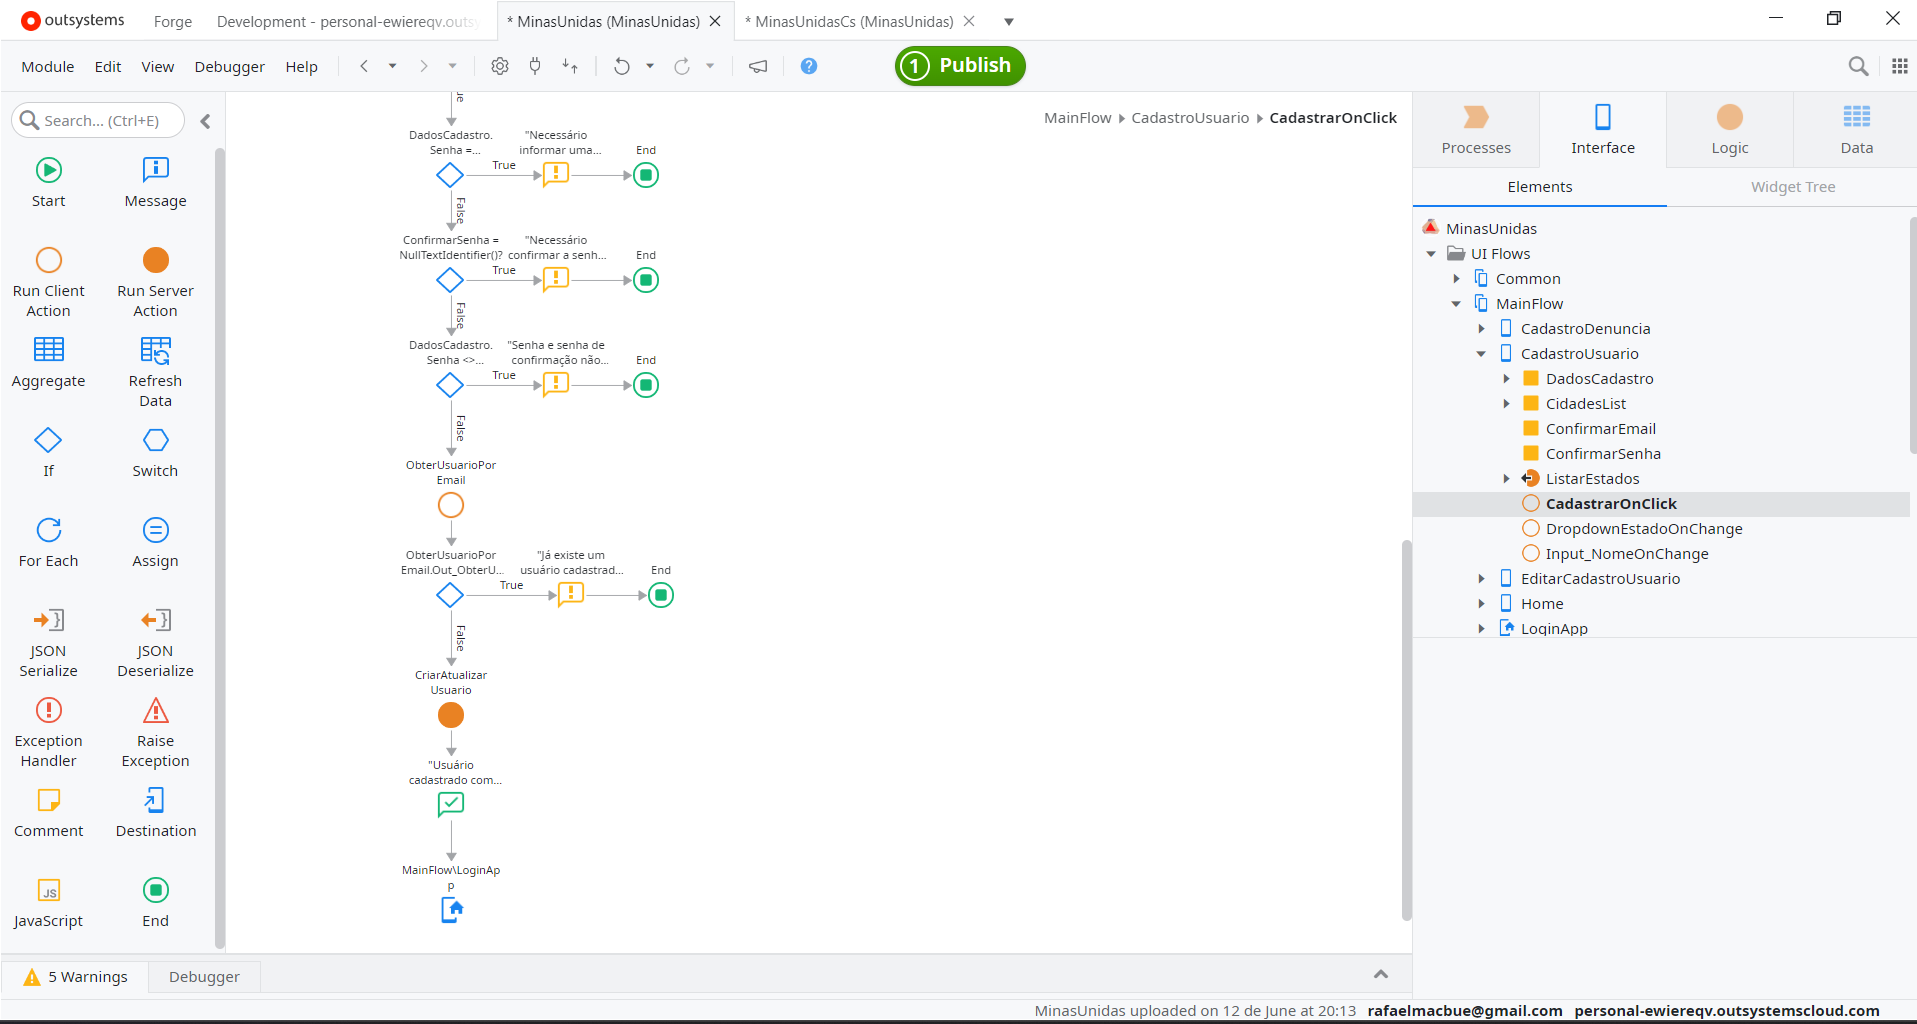 outsystems
Forge
Development - personal-ewiereqv.outsy
* MinasUnidas (MinasUnidas)
* MinasUnidasCs (MinasUnidas)
Module Edit View Debugger Help
1 Publish
Search... (Ctrl+E)
Start
Message
Run Client
Action
Run Server
Action
Aggregate
Refresh
Data
If
Switch
For Each
Assign
JSON
Serialize
JSON
Deserialize
Exception
Handler
Raise
Exception
Comment
Destination
JS
JavaScript
End
MainFlow CadastroUsuario CadastrarOnClick
DadosCadastro.
Senha =...
True
"Necessário
informar uma...
End
False
ConfirmarSenha =
NullTextIdentifier()?
True
"Necessário
confirmar a senh...
End
False
DadosCadastro.
Senha <>...
True
"Senha e senha de
confirmação não...
End
False
ObterUsuarioPor
Email
ObterUsuarioPor
Email.Out_ObterU...
True
"Já existe um
usuário cadastrad...
End
False
CriarAtualizar
Usuario
"Usuário
cadastrado com...
MainFlow\LoginAp
p
Processes
Interface
Logic
Data
Elements
Widget Tree
MinasUnidas
UI Flows
Common
MainFlow
CadastroDenuncia
CadastroUsuario
DadosCadastro
CidadesList
ConfirmarEmail
ConfirmarSenha
ListarEstados
CadastrarOnClick
DropdownEstadoOnChange
Input_NomeOnChange
EditarCadastroUsuario
Home
LoginApp
5 Warnings
Debugger
MinasUnidas uploaded on 12 de June at 20:13 rafaelmacbue@gmail.com personal-ewiereqv.outsystemscloud.com